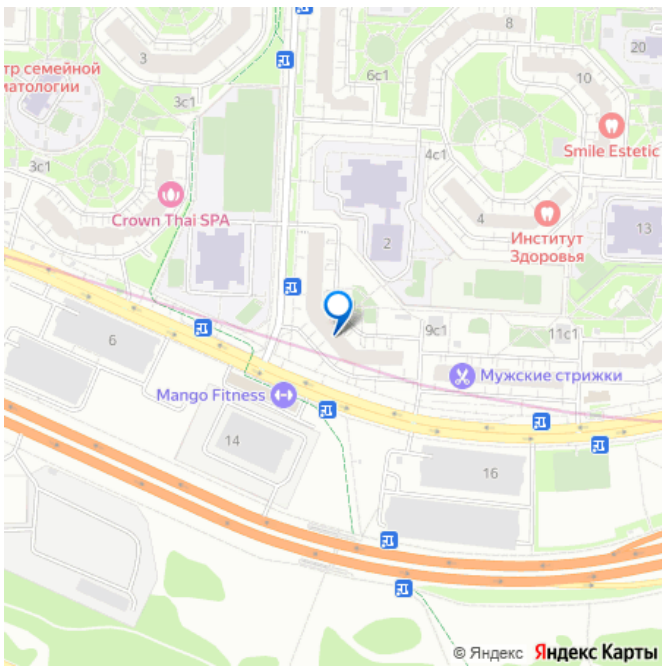 8
20
3
6с1
10
тр семейной
матологии
3с1
Smile Estetic
4с1
3с1
Crown Thai SPA
4
2
Институт
Здоровья
13
9с1
11с1
6
Мужские стрижки
Mango Fitness
14
16
© Яндекс Яндекс Карты